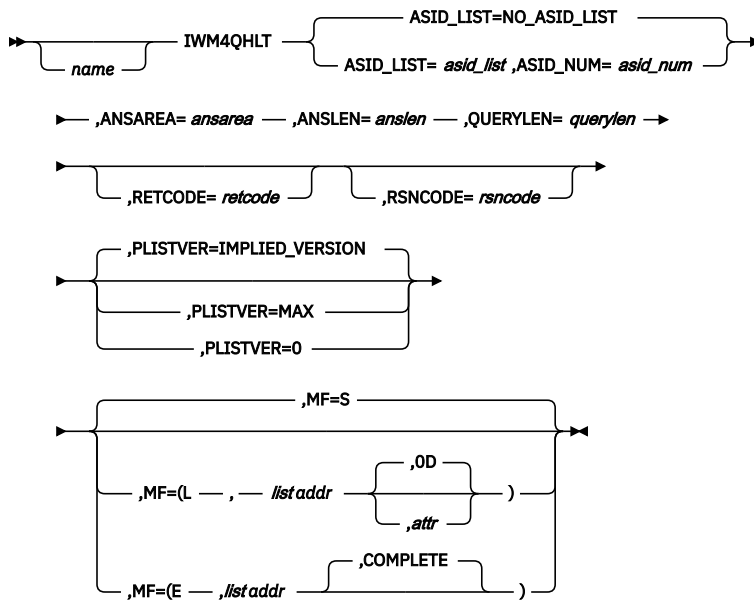 ASID_LIST=NO_ASID_LIST
name IWM4QHLT
ASID_LIST= asid_list ,ASID_NUM= asid_num
,ANSAREA= ansarea ,ANSLEN= anslen ,QUERYLEN= querylen
,RETCODE= retcode ,RSNCODE= rsncode
,PLISTVER=IMPLIED_VERSION
,PLISTVER=MAX
,PLISTVER=0
,MF=S
,0D
,MF=(L , list addr )
,attr
,COMPLETE
,MF=(E ,list addr )